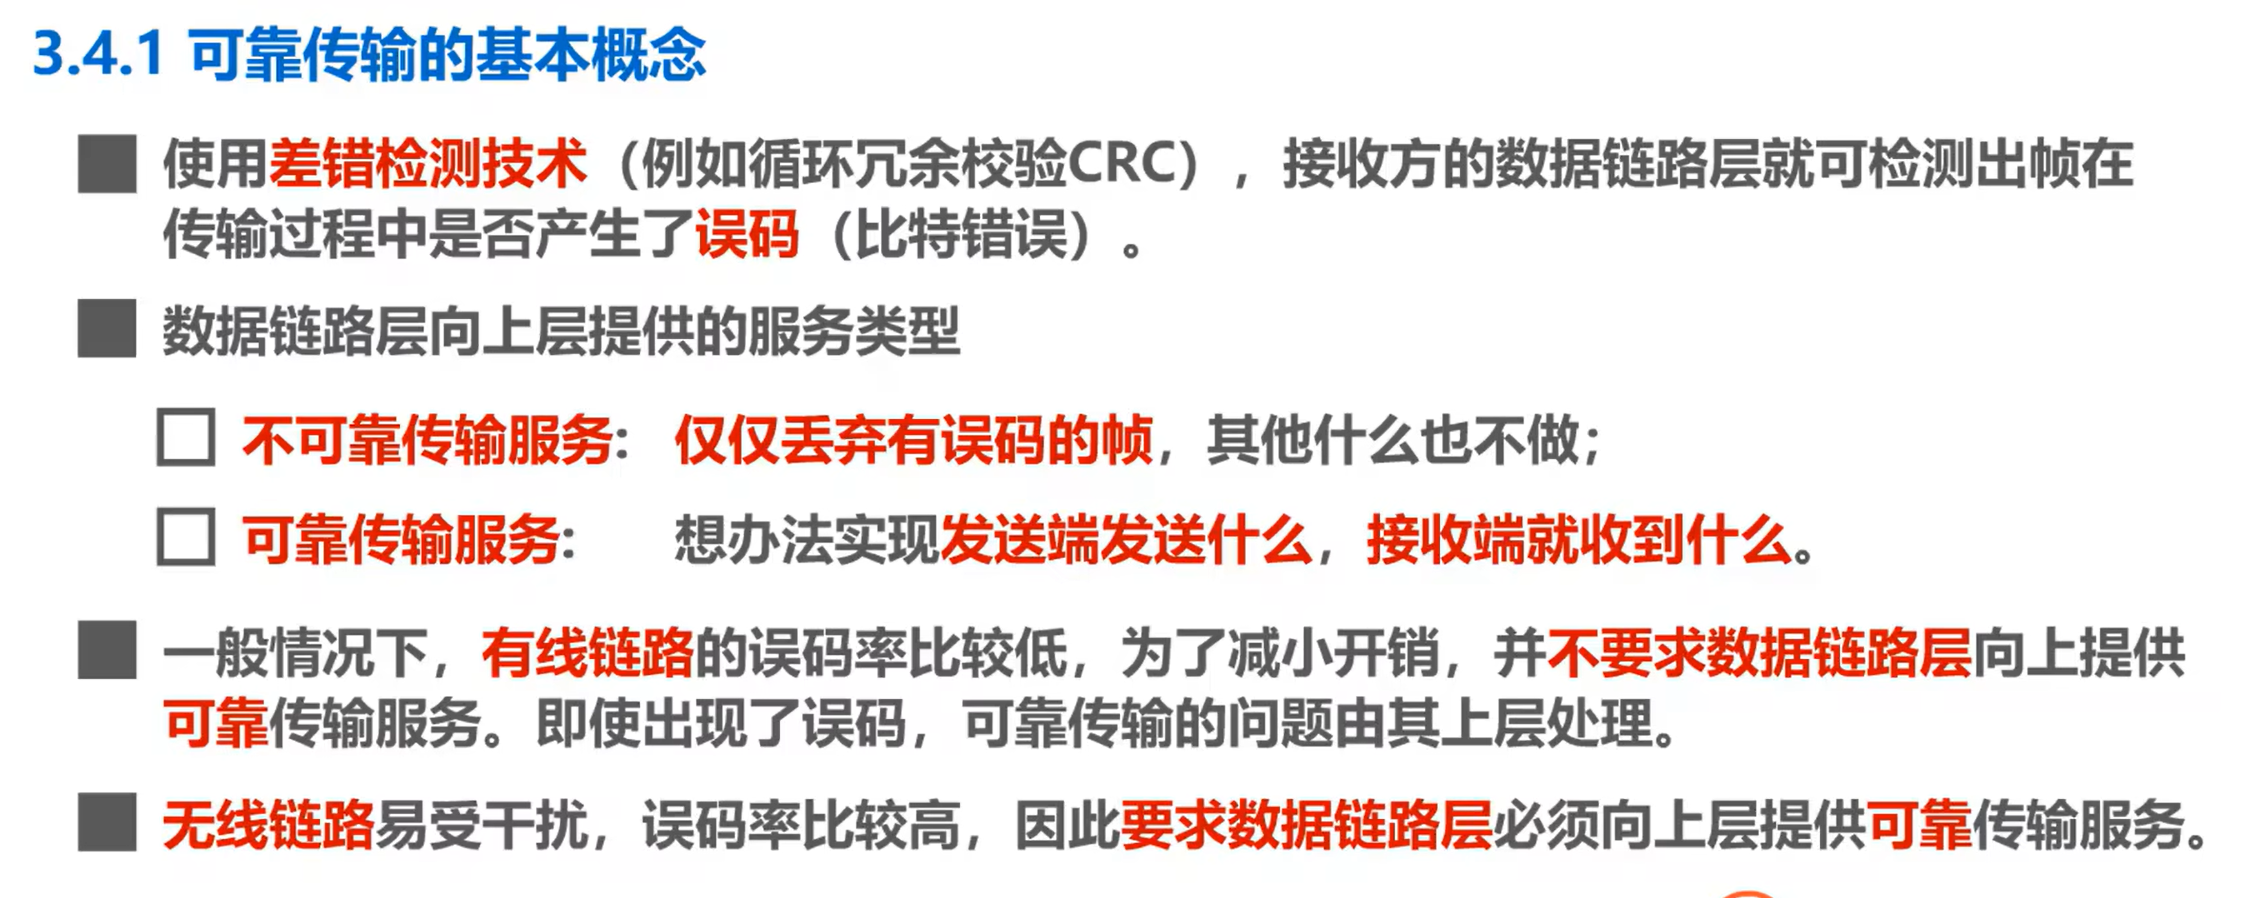 3.4.1 可靠传输的基本概念
使用差错检测技术（例如循环冗余校验CRC），接收方的数据链路层就可检测出帧在
传输过程中是否产生了误码（比特错误）。
数据链路层向上层提供的服务类型
不可靠传输服务： 仅仅丢弃有误码的帧，其他什么也不做；
可靠传输服务： 想办法实现发送端发送什么，接收端就收到什么。
一般情况下，有线链路的误码率比较低，为了减小开销，并不要求数据链路层向上提供
可靠传输服务。即使出现了误码，可靠传输的问题由其上层处理。
无线链路易受干扰，误码率比较高，因此要求数据链路层必须向上层提供可靠传输服务。